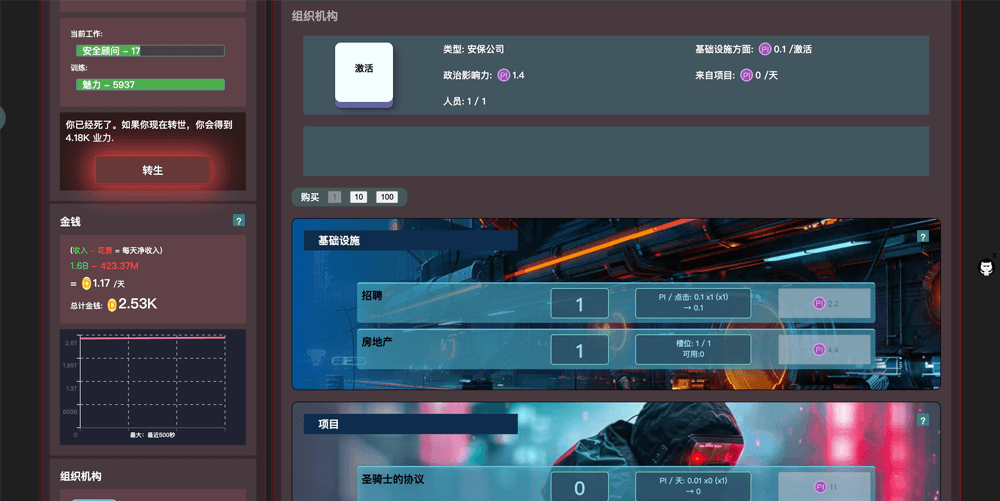 当前工作:
安全顾问 – 17
训练:
魅力 – 5937
你已经死了。如果你现在转世，你会得到
4.18K 业力.
转生
金钱
?
(收入 – 花费 = 每天净收入)
1.6B – 423.37M
= 1.17 /天
总计金钱: 2.53K
2.6T
1.95T
1.3T
650B
0
最大：最近500秒
组织机构
组织机构
激活
类型: 安保公司
基础设施方面: PI 0.1 /激活
政治影响力: PI 1.4
来自项目: PI 0 /天
人员: 1 / 1
购买 1 10 100
基础设施
?
招聘
1
PI / 点击: 0.1 x1 (x1)
→ 0.1
PI 2.2
房地产
1
槽位: 1 / 1
可用:0
PI 4.4
项目
?
圣骑士的协议
0
PI / 天: 0.01 x0 (x1)
→ 0
PI 11